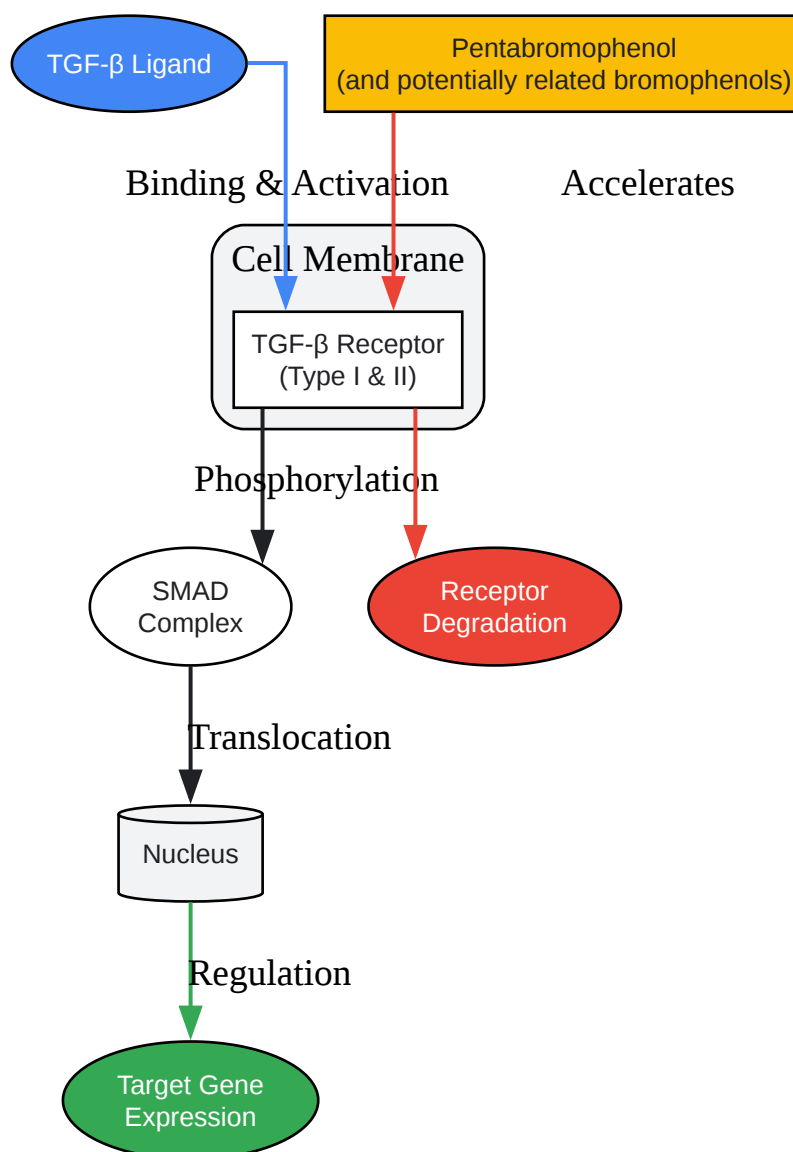 TGF-β Ligand
Pentabromophenol
(and potentially related bromophenols)
Binding & Activation
Accelerates
Cell Membrane
TGF-β Receptor
(Type I & II)
Phosphorylation
SMAD
Complex
Receptor
Degradation
Translocation
Nucleus
Regulation
Target Gene
Expression